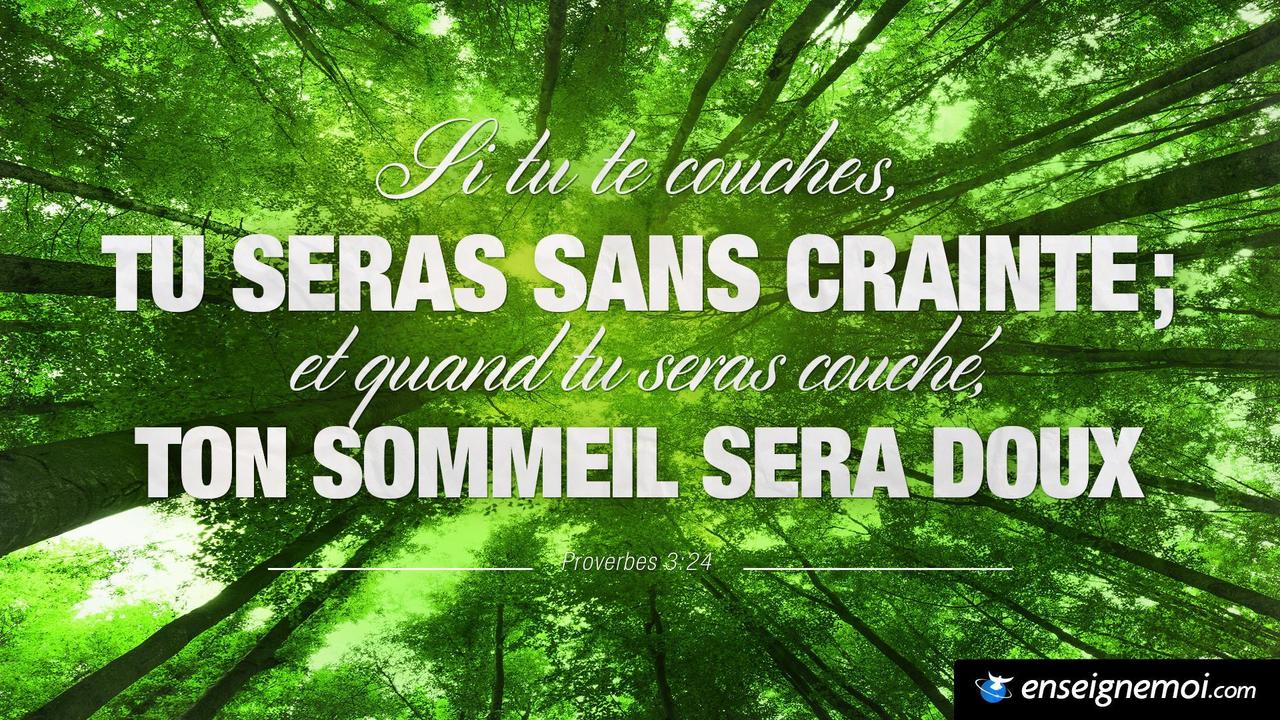 Si tu te couches,
TU SERAS SANS CRAINTE;
et quand tu seras couché,
TON SOMMEIL SERA DOUX
Proverbes 3:24
enseignemoi.com